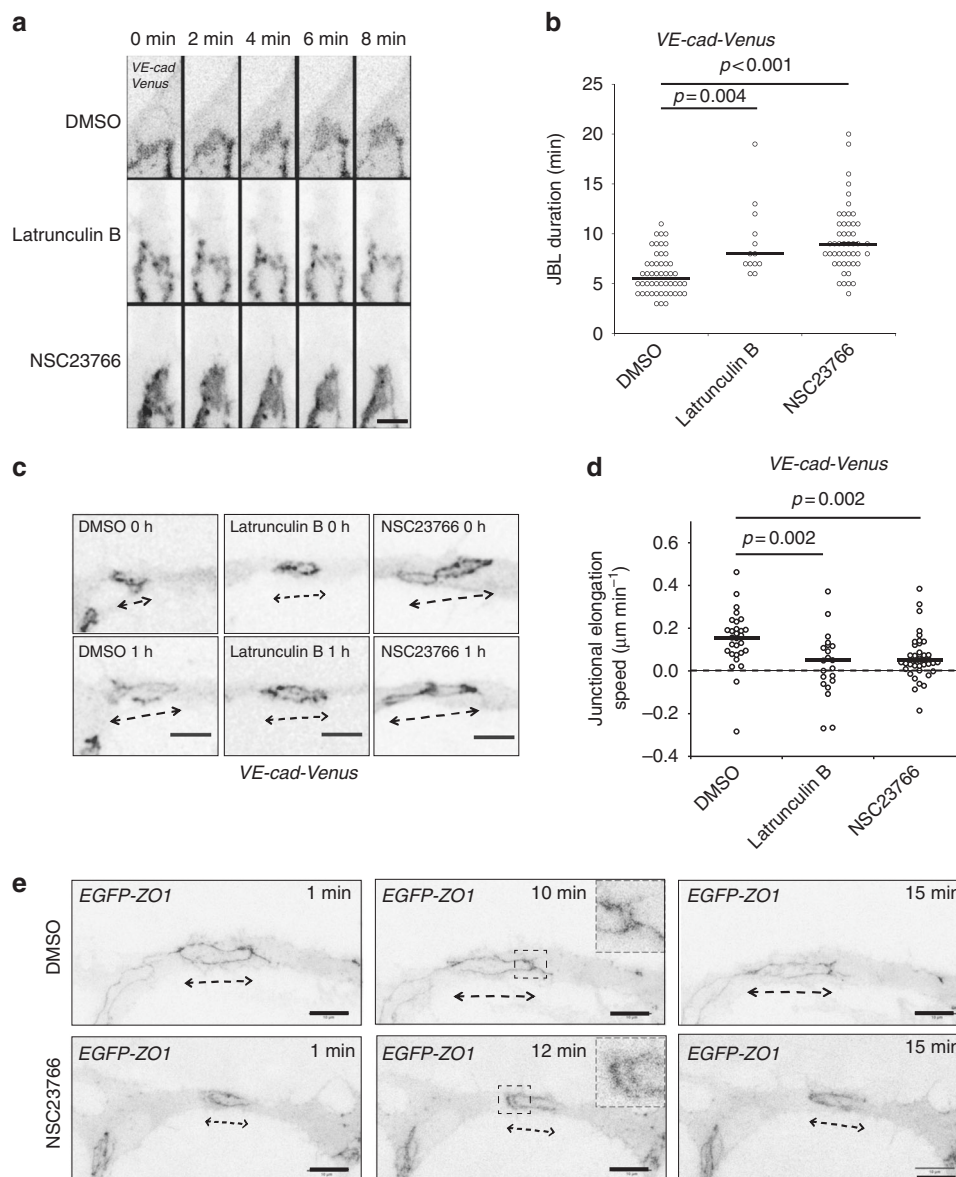 a
0 min 2 min 4 min 6 min 8 min
VE-cad
Venus
DMSO
Latrunculin B
NSC23766
b
VE-cad-Venus
p<0.001
p=0.004
JBL duration (min)
25
20
15
10
5
0
DMSO
Latrunculin B
NSC23766
c
DMSO 0 h
Latrunculin B 0 h
NSC23766 0 h
DMSO 1 h
Latrunculin B 1 h
NSC23766 1 h
VE-cad-Venus
d
VE-cad-Venus
p=0.002
p=0.002
Junctional elongation
speed (μm min⁻¹)
0.6
0.4
0.2
0.0
−0.2
−0.4
DMSO
Latrunculin B
NSC23766
e
DMSO
EGFP-ZO1 1 min
EGFP-ZO1 10 min
EGFP-ZO1 15 min
NSC23766
EGFP-ZO1 1 min
EGFP-ZO1 12 min
EGFP-ZO1 15 min